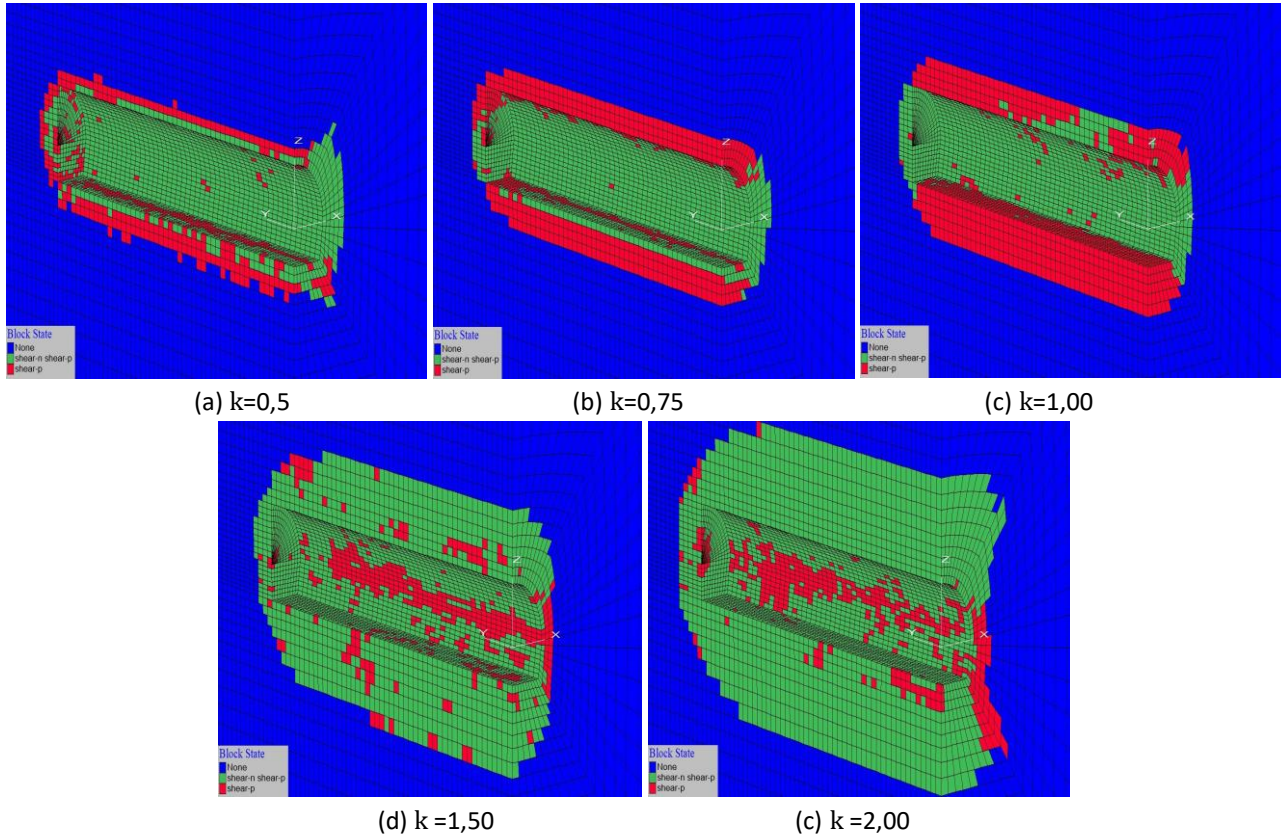 Z
Y
X
Block State
None
shear-n shear-p
shear-p
(a) k=0,5
Z
Y
X
Block State
None
shear-n shear-p
shear-p
(b) k=0,75
Z
Y
X
Block State
None
shear-n shear-p
shear-p
(c) k=1,00
Z
Y
X
Block State
None
shear-n shear-p
shear-p
(d) k =1,50
Z
Y
X
Block State
None
shear-n shear-p
shear-p
(c) k =2,00